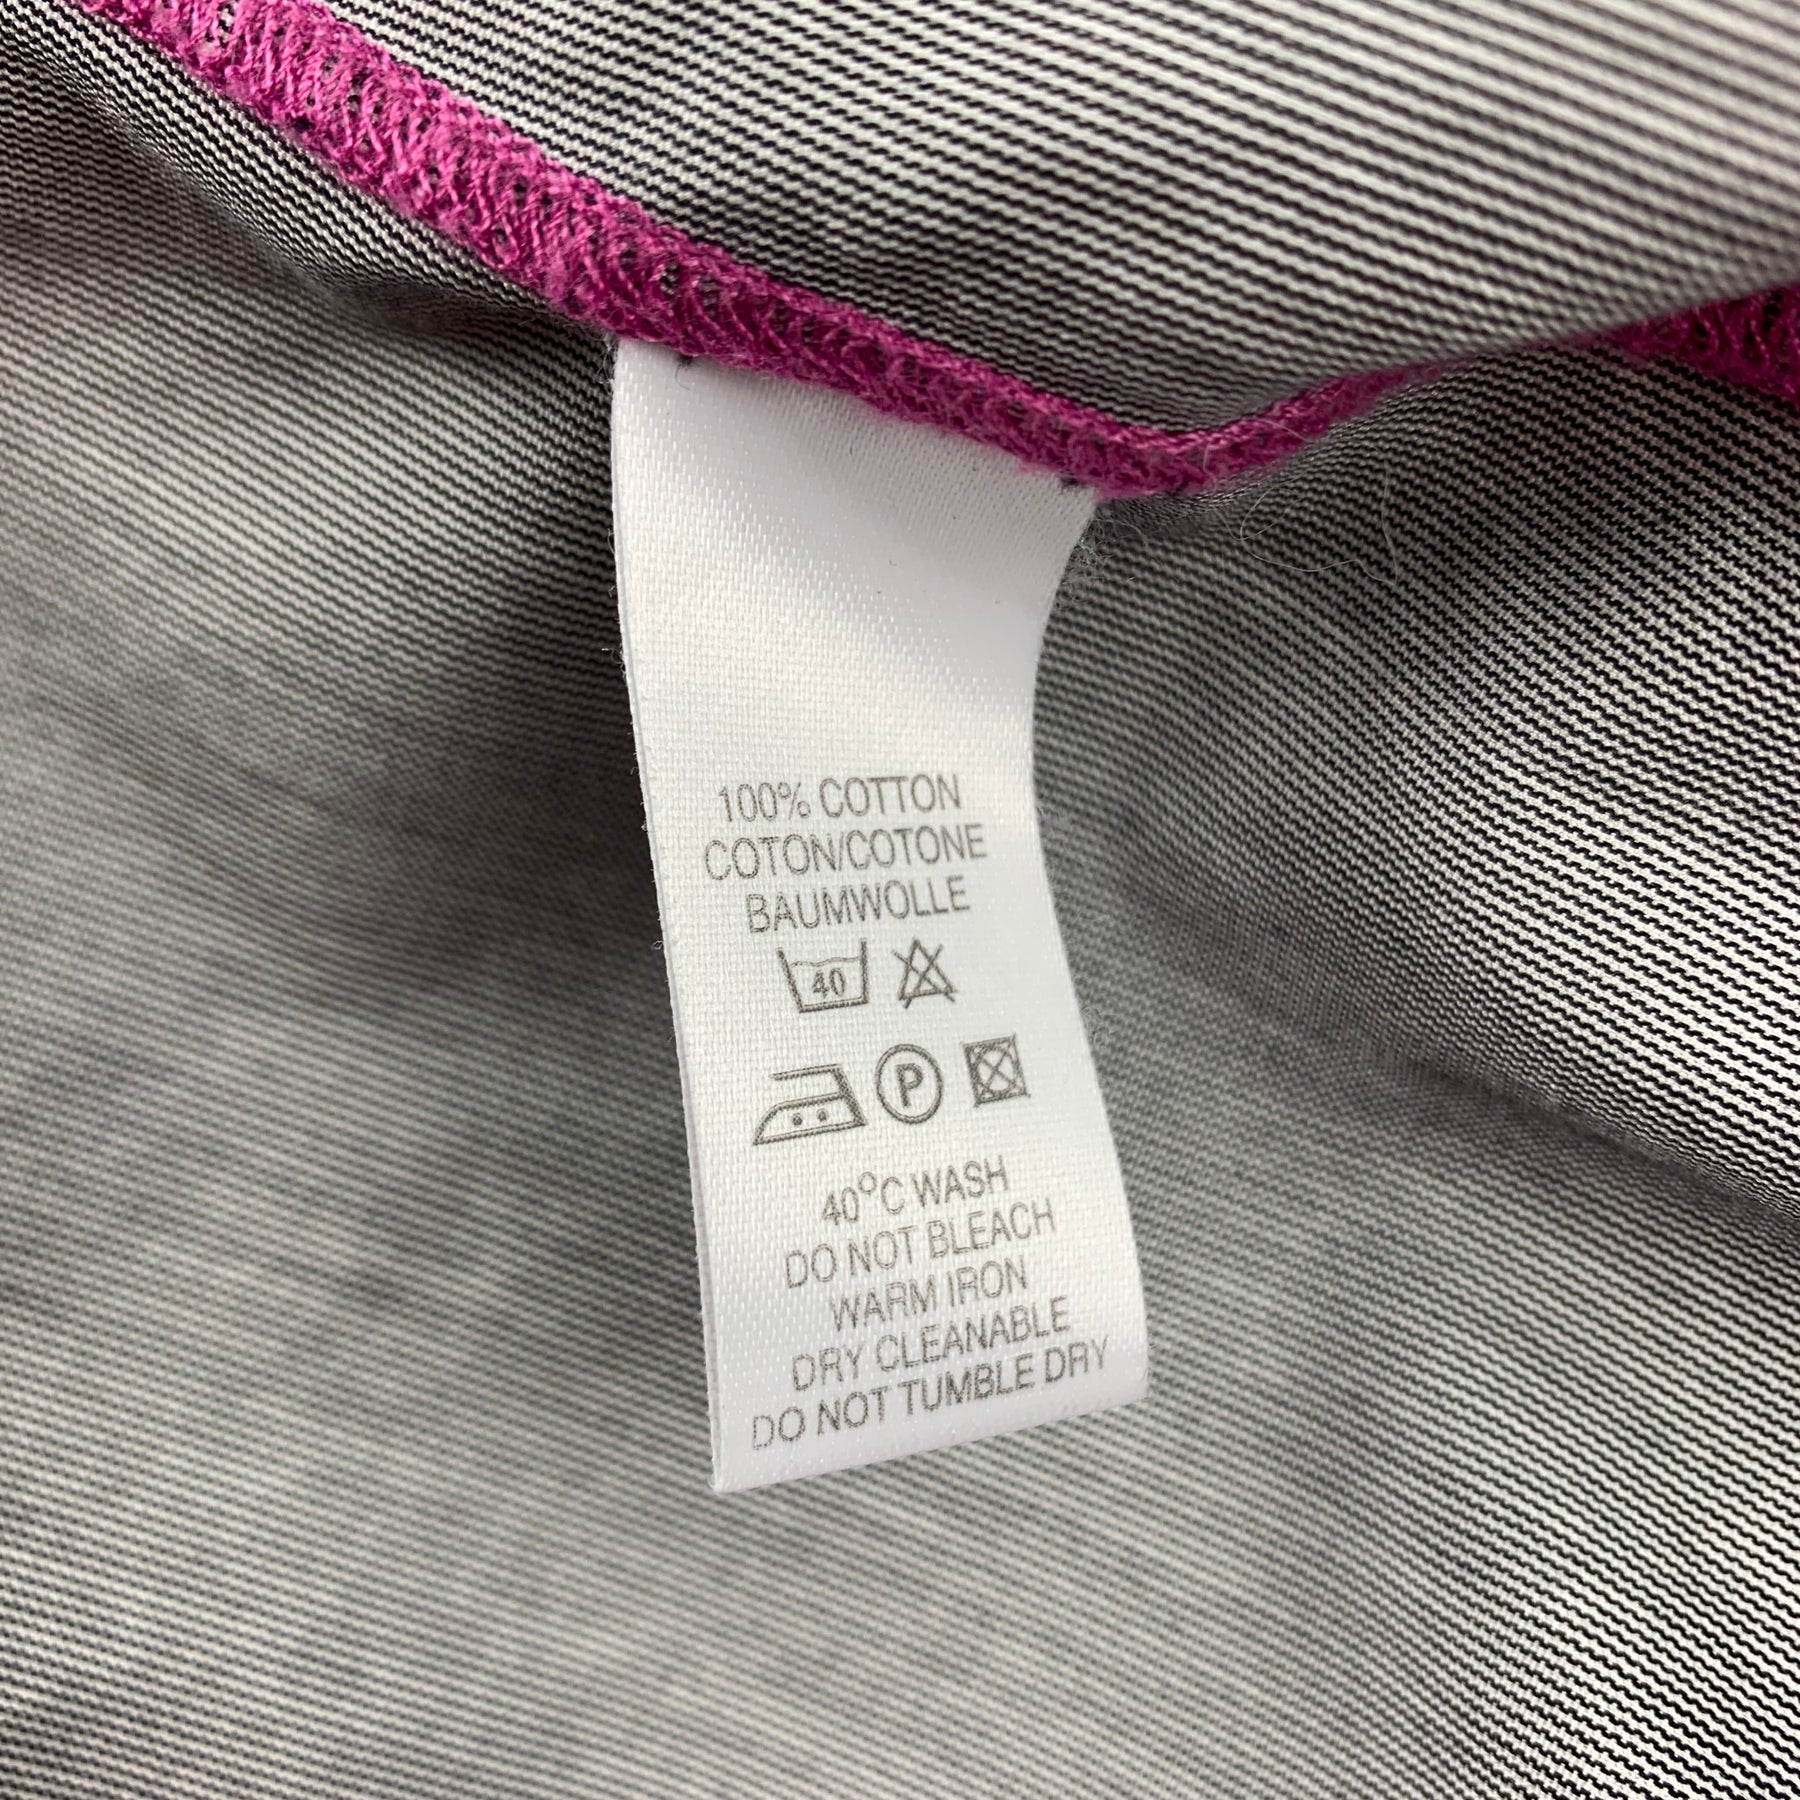 100% COTTON
COTON/COTONE
BAUMWOLLE
40
P
40°C WASH
DO NOT BLEACH
WARM IRON
DRY CLEANABLE
DO NOT TUMBLE DRY